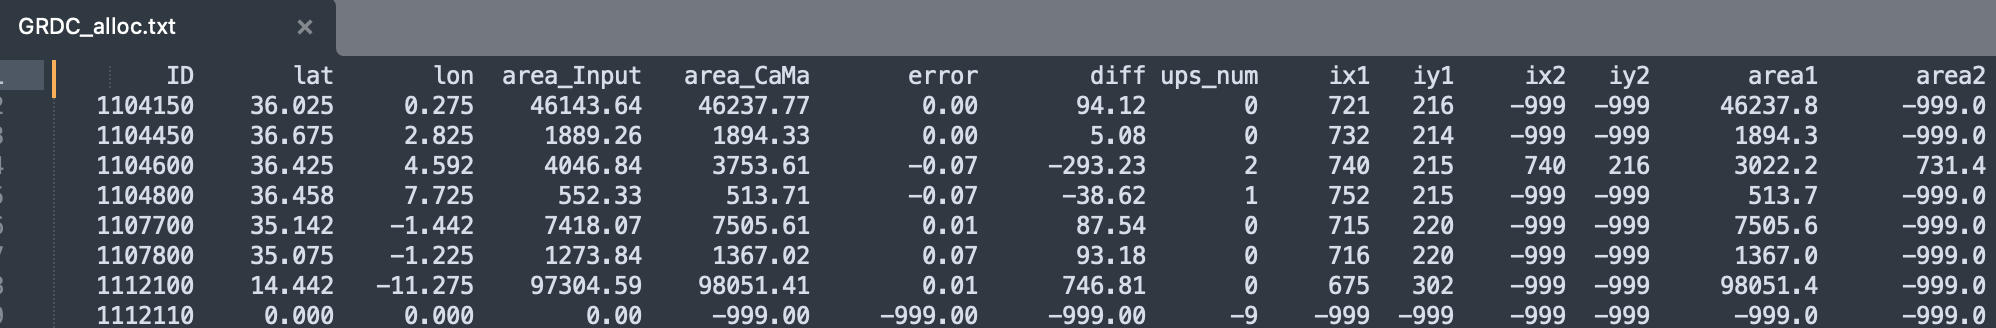 GRDC_alloc.txt ×
ID lat lon area_Input area_CaMa error diff ups_num ix1 iy1 ix2 iy2 area1 area2
1104150 36.025 0.275 46143.64 46237.77 0.00 94.12 0 721 216 -999 -999 46237.8 -999.0
1104450 36.675 2.825 1889.26 1894.33 0.00 5.08 0 732 214 -999 -999 1894.3 -999.0
1104600 36.425 4.592 4046.84 3753.61 -0.07 -293.23 2 740 215 740 216 3022.2 731.4
1104800 36.458 7.725 552.33 513.71 -0.07 -38.62 1 752 215 -999 -999 513.7 -999.0
1107700 35.142 -1.442 7418.07 7505.61 0.01 87.54 0 715 220 -999 -999 7505.6 -999.0
1107800 35.075 -1.225 1273.84 1367.02 0.07 93.18 0 716 220 -999 -999 1367.0 -999.0
1112100 14.442 -11.275 97304.59 98051.41 0.01 746.81 0 675 302 -999 -999 98051.4 -999.0
1112110 0.000 0.000 0.00 -999.00 -999.00 -999.00 -9 -999 -999 -999 -999 -999.0 -999.0